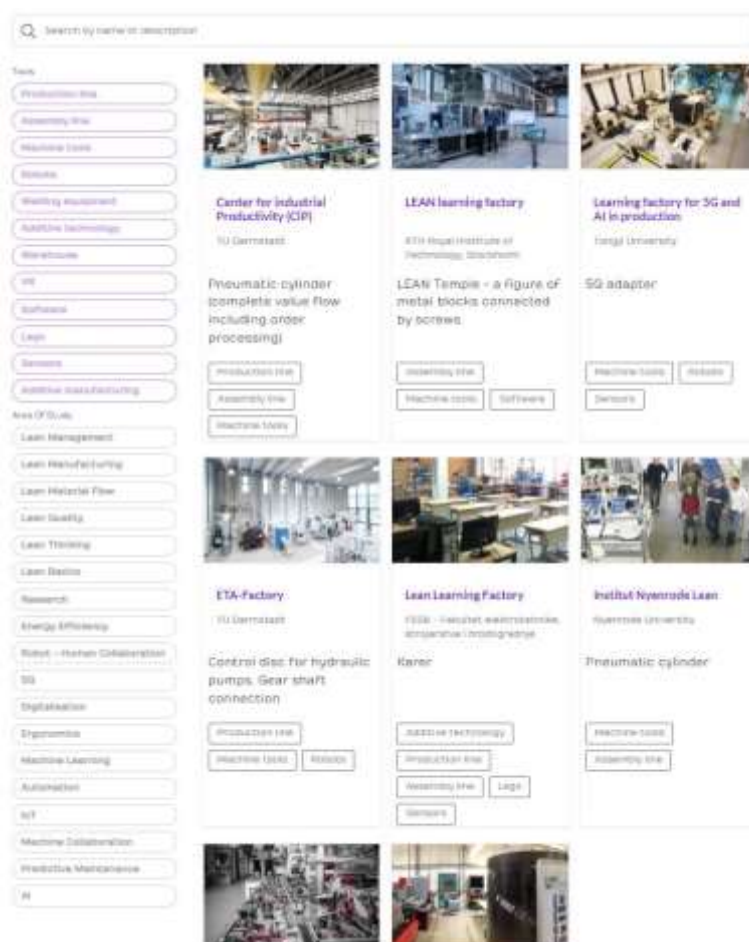 Search by name or description
Tools
Production line
Assembly line
Machine tools
Robots
Welding equipment
Additive technology
Warehouse
VR
Software
Lego
Sensors
Additive manufacturing
Area Of Study
Lean Management
Lean Manufacturing
Lean Material Flow
Lean Quality
Lean Thinking
Lean Basics
Research
Energy Efficiency
Robot - Human Collaboration
5G
Digitalisation
Ergonomics
Machine Learning
Automation
IoT
Machine Collaboration
Predictive Maintenance
AI
Center for industrial
Productivity (CiP)
TU Darmstadt
Pneumatic cylinder
(complete value flow
including order
processing)
Production line
Assembly line
Machine tools
LEAN learning factory
KTH Royal Institute of
Technology, Stockholm
LEAN Temple - a figure of
metal blocks connected
by screws
Assembly line
Machine tools
Software
Learning factory for 5G and
AI in production
Tongji University
5G adapter
Machine tools
Robots
Sensors
ETA-Factory
TU Darmstadt
Control disc for hydraulic
pumps. Gear shaft
connection
Production line
Machine tools
Robots
Lean Learning Factory
FESB - Fakultet elektrotehnike,
strojarstva i brodogradnje
Karet
Additive technology
Production line
Assembly line
Lego
Sensors
Institut Nyenrode Lean
Nyenrode University
Pneumatic cylinder
Machine tools
Assembly line